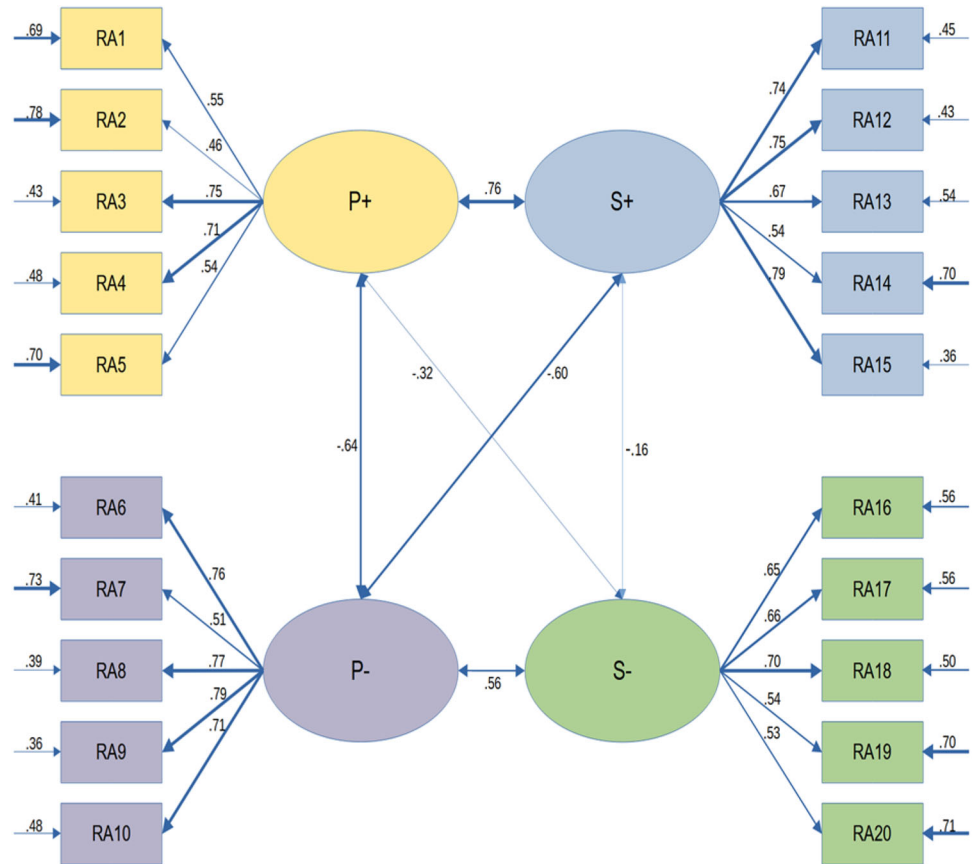 .69
RA1
.55
.78
RA2
.46
.43
RA3
.75
.48
RA4
.71
.70
RA5
.54
P+
.76
S+
.74
RA11
.45
.75
RA12
.43
.67
RA13
.54
.54
RA14
.70
.79
RA15
.36
-.32
-.60
-.64
-.16
.41
RA6
.76
.73
RA7
.51
.39
RA8
.77
.36
RA9
.79
.48
RA10
.71
P-
.56
S-
.65
RA16
.56
.66
RA17
.56
.70
RA18
.50
.54
RA19
.70
.53
RA20
.71